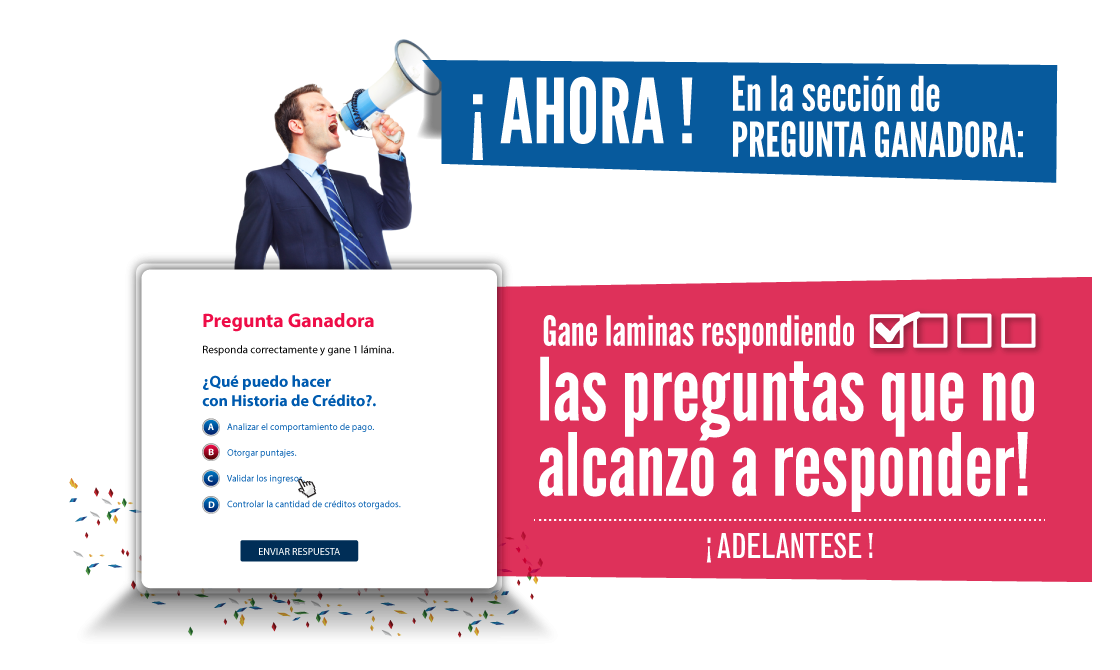 ¡ AHORA !
En la sección de
PREGUNTA GANADORA:
Pregunta Ganadora
Responda correctamente y gane 1 lámina.
¿Qué puedo hacer
con Historia de Crédito?.
A Analizar el comportamiento de pago.
B Otorgar puntajes.
C Validar los ingresos
D Controlar la cantidad de créditos otorgados.
ENVIAR RESPUESTA
Gane laminas respondiendo
las preguntas que no
alcanzó a responder!
¡ ADELANTESE !